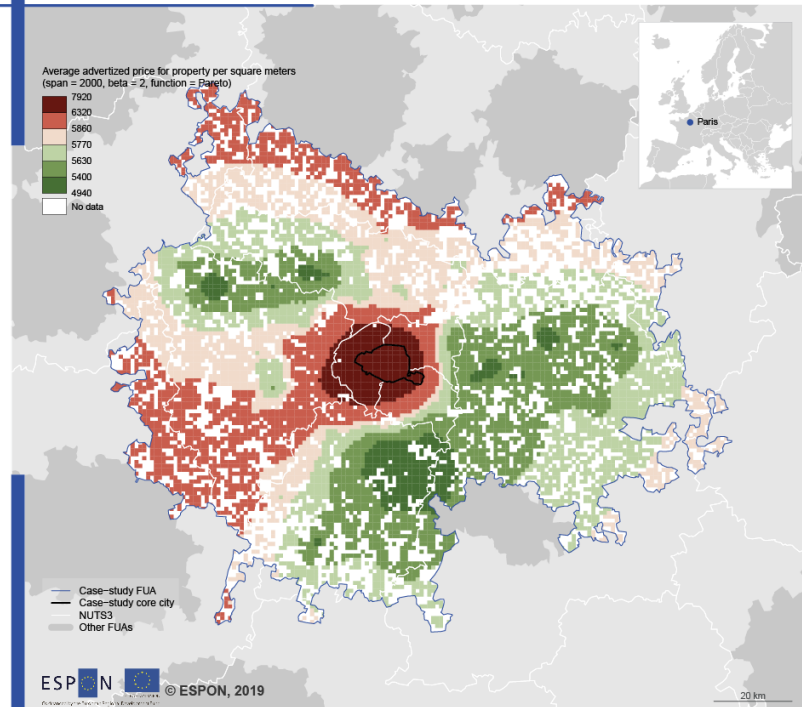 Average advertized price for property per square meters
(span = 2000, beta = 2, function = Pareto)
7920
6320
5860
5770
5630
5400
4940
No data
Paris
Case-study FUA
Case-study core city
NUTS3
Other FUAs
ESPON
© ESPON, 2019
20 km